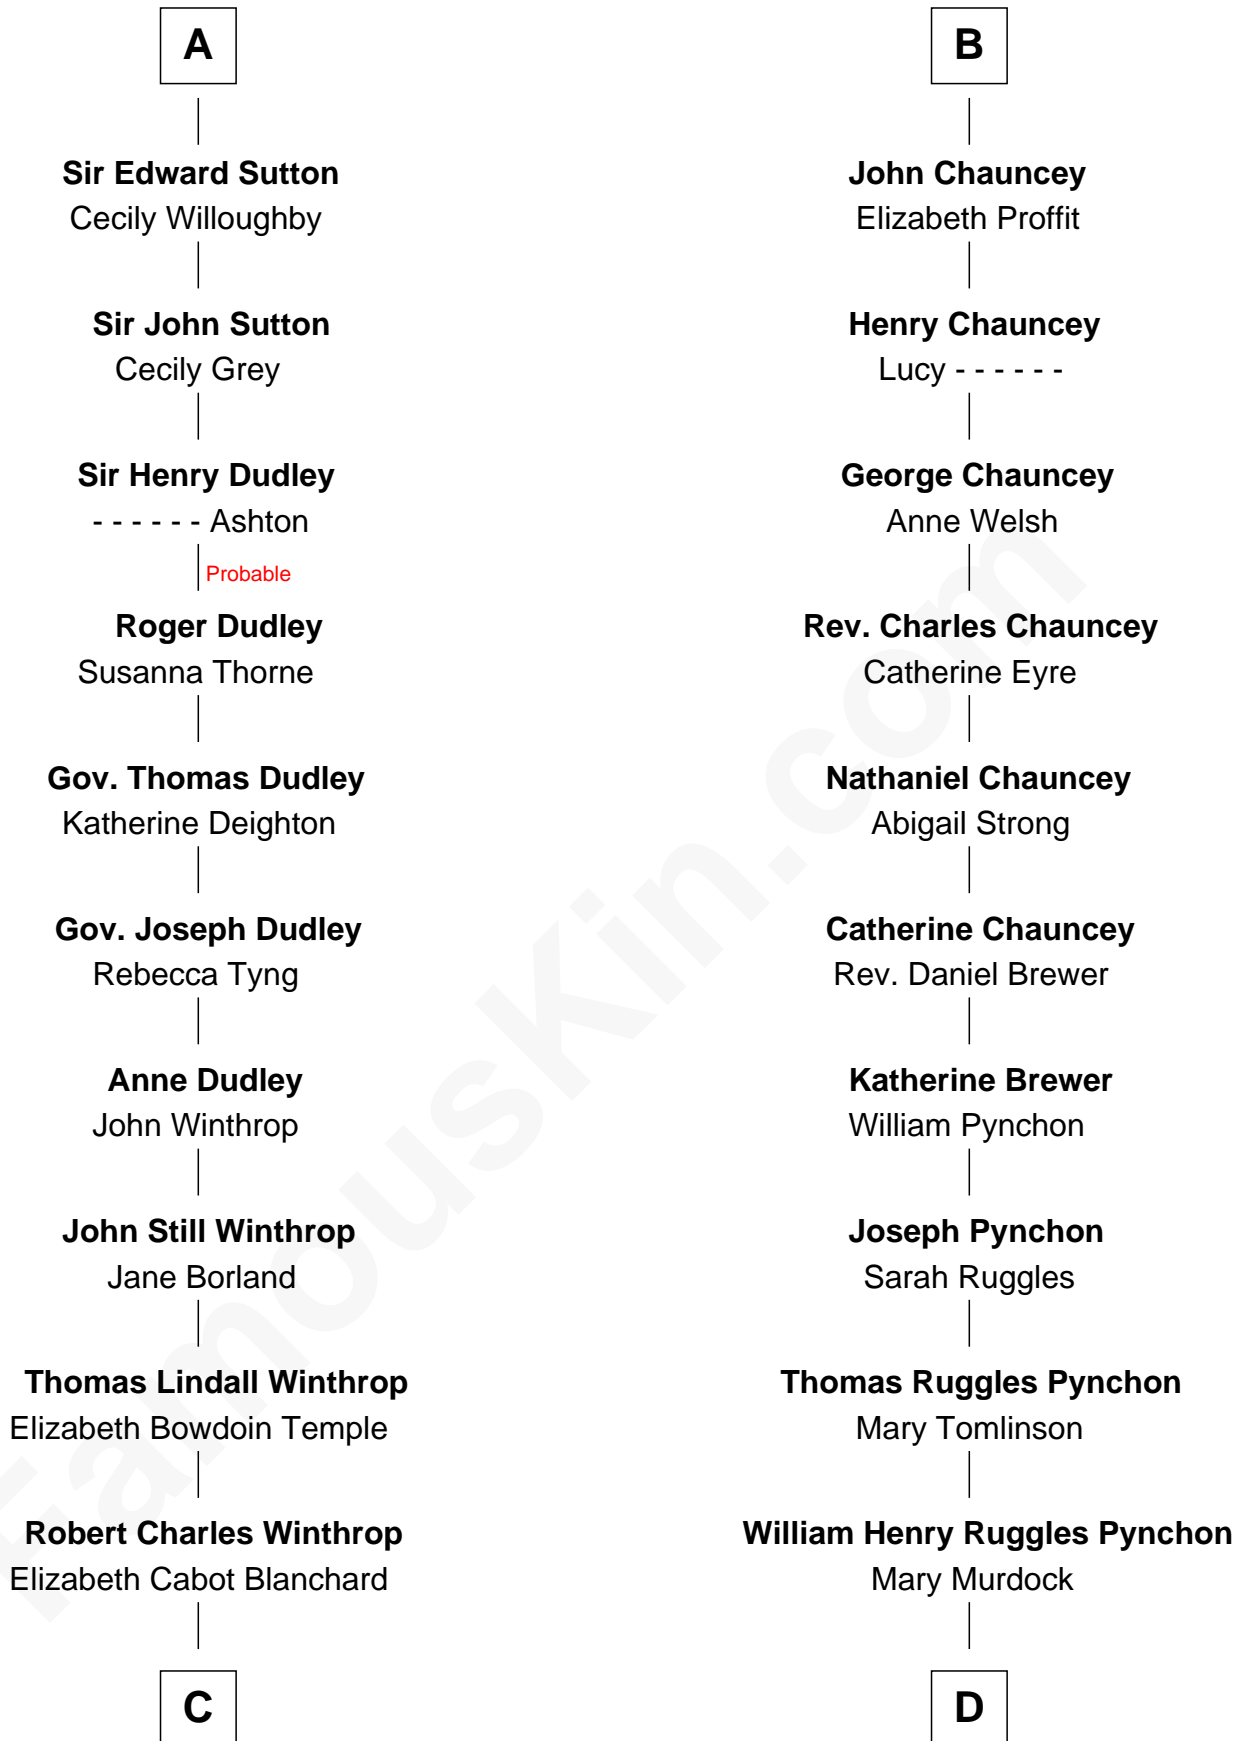 A
Sir Edward Sutton
Cecily Willoughby
Sir John Sutton
Cecily Grey
Sir Henry Dudley
- - - - - - Ashton
Probable
Roger Dudley
Susanna Thorne
Gov. Thomas Dudley
Katherine Deighton
Gov. Joseph Dudley
Rebecca Tyng
Anne Dudley
John Winthrop
John Still Winthrop
Jane Borland
Thomas Lindall Winthrop
Elizabeth Bowdoin Temple
Robert Charles Winthrop
Elizabeth Cabot Blanchard
C
B
John Chauncey
Elizabeth Proffit
Henry Chauncey
Lucy - - - - - -
George Chauncey
Anne Welsh
Rev. Charles Chauncey
Catherine Eyre
Nathaniel Chauncey
Abigail Strong
Catherine Chauncey
Rev. Daniel Brewer
Katherine Brewer
William Pynchon
Joseph Pynchon
Sarah Ruggles
Thomas Ruggles Pynchon
Mary Tomlinson
William Henry Ruggles Pynchon
Mary Murdock
D
FamousKin.com